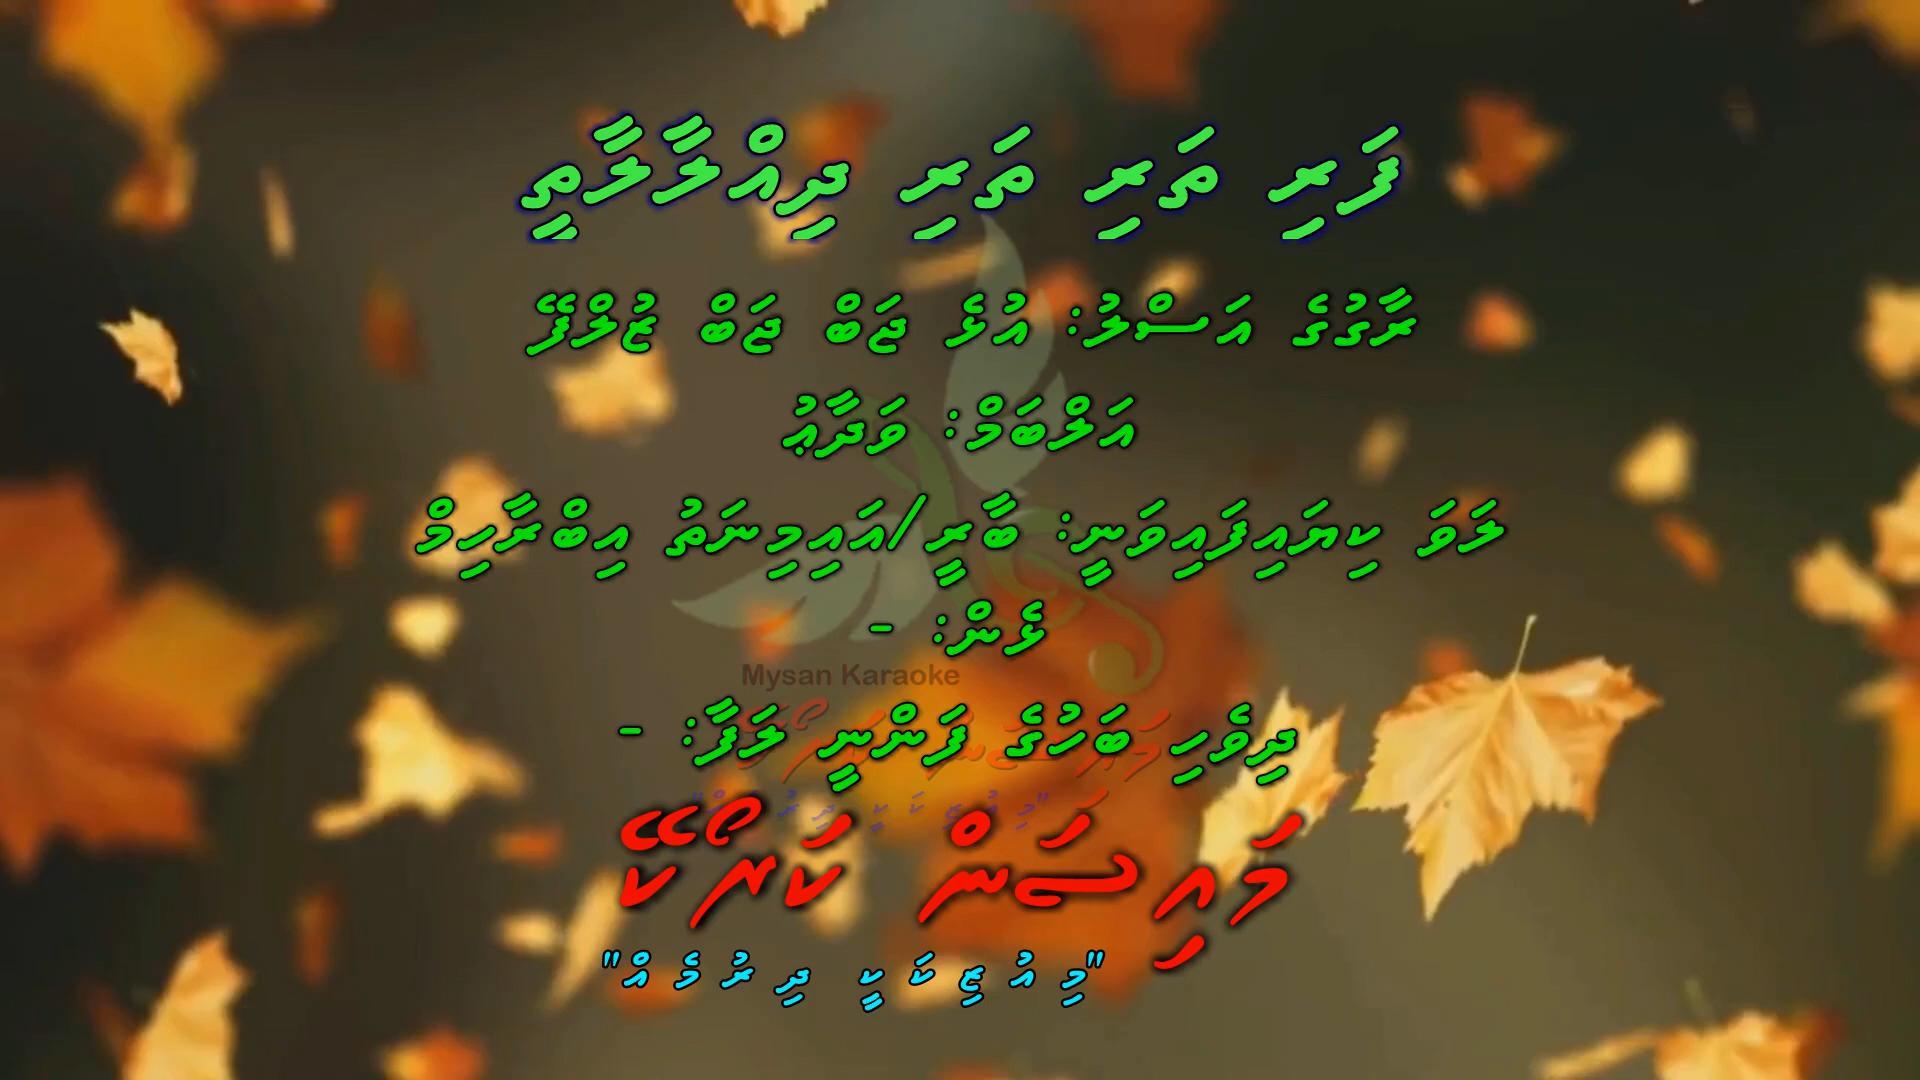 ފަރި ތަރި ތަރި ދިއްލާލާތީ
ރާގުގެ އަސްލު: އުޅެ ޖަބް ޖަބް ޒުލްފޭ
އަލްބަމް: ވަދާޢު
ލަވަ ކިޔައިފައިވަނީ: ބާރީ/އައިމިނަތު އިބްރާހިމް
ޅެން: -
Mysan Karaoke
ދިވެހި ބަހުގެ ފަންނީ ލަފާ: -
މައިސަން ކަރޯކޭ
"މި އު ޒި ކަ ކީ ދި ރު މެ އް"